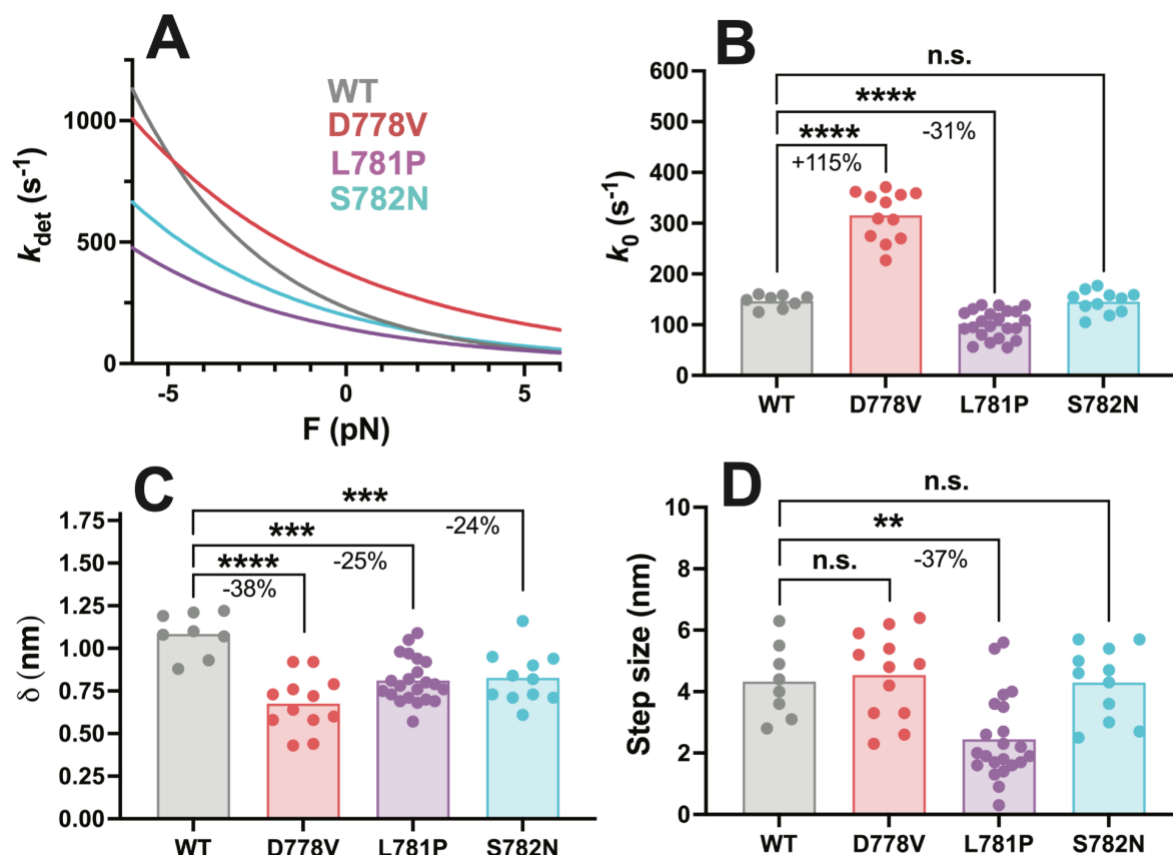 A
WT
D778V
L781P
S782N
k_det (s⁻¹)
1000
500
0
-5
0
5
F (pN)
B
n.s.
****
-31%
****
+115%
k₀ (s⁻¹)
600
500
400
300
200
100
0
WT
D778V
L781P
S782N
C
***
-24%
***
-25%
****
-38%
δ (nm)
1.75
1.50
1.25
1.00
0.75
0.50
0.25
0.00
WT
D778V
L781P
S782N
D
n.s.
**
-37%
n.s.
Step size (nm)
10
8
6
4
2
0
WT
D778V
L781P
S782N